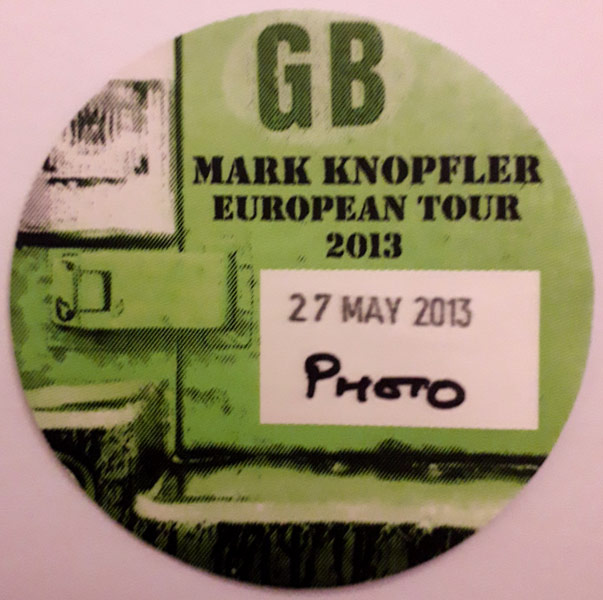 GB
MARK KNOPFLER
EUROPEAN TOUR
2013
27 MAY 2013
PHOTO